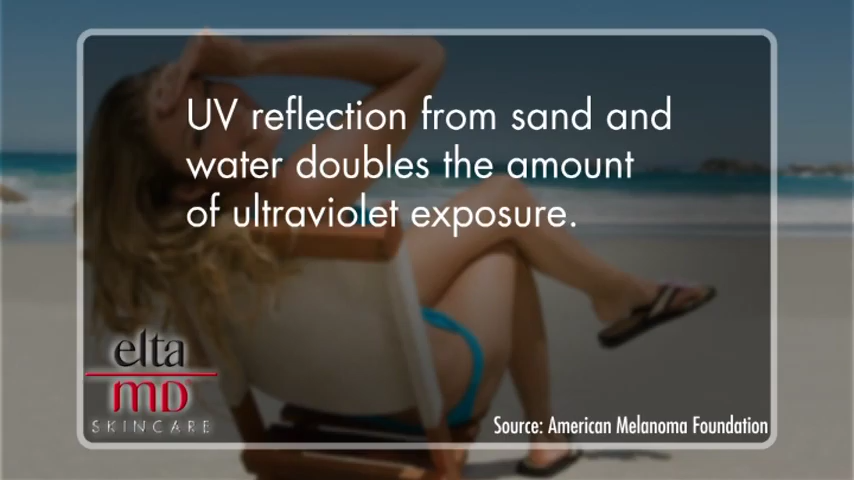 UV reflection from sand and
water doubles the amount
of ultraviolet exposure.
elta
MD
SKINCARE
Source: American Melanoma Foundation